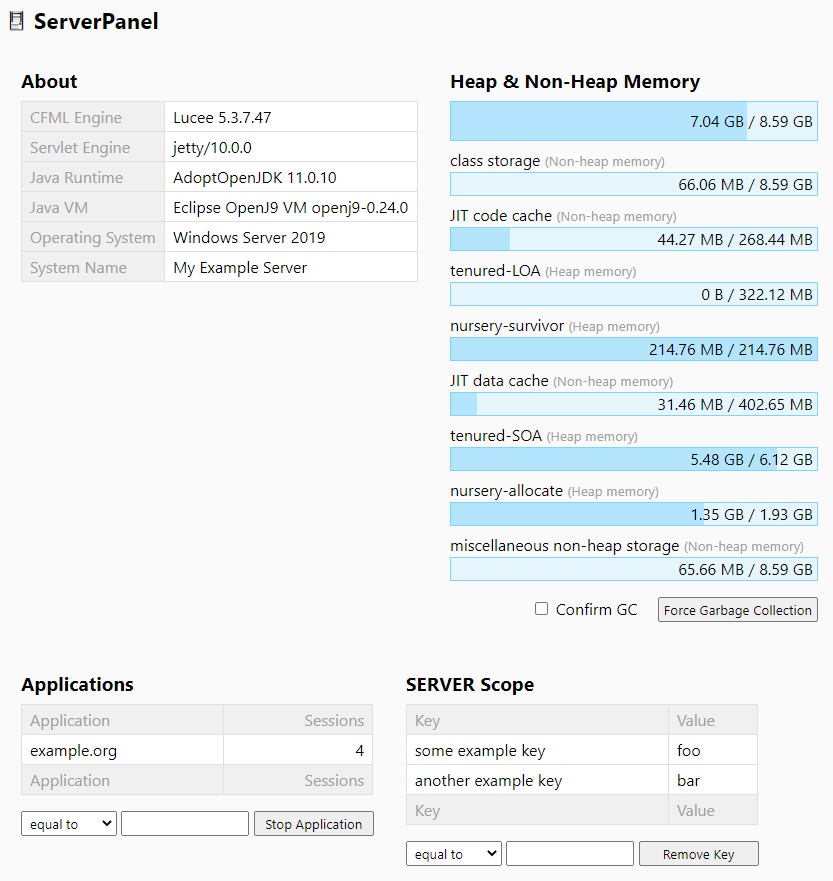 ServerPanel
About
CFML Engine Lucee 5.3.7.47
Servlet Engine jetty/10.0.0
Java Runtime AdoptOpenJDK 11.0.10
Java VM Eclipse OpenJ9 VM openj9-0.24.0
Operating System Windows Server 2019
System Name My Example Server
Heap & Non-Heap Memory
7.04 GB / 8.59 GB
class storage (Non-heap memory)
66.06 MB / 8.59 GB
JIT code cache (Non-heap memory)
44.27 MB / 268.44 MB
tenured-LOA (Heap memory)
0 B / 322.12 MB
nursery-survivor (Heap memory)
214.76 MB / 214.76 MB
JIT data cache (Non-heap memory)
31.46 MB / 402.65 MB
tenured-SOA (Heap memory)
5.48 GB / 6.12 GB
nursery-allocate (Heap memory)
1.35 GB / 1.93 GB
miscellaneous non-heap storage (Non-heap memory)
65.66 MB / 8.59 GB
Confirm GC Force Garbage Collection
Applications
Application Sessions
example.org 4
Application Sessions
equal to Stop Application
SERVER Scope
Key Value
some example key foo
another example key bar
Key Value
equal to Remove Key